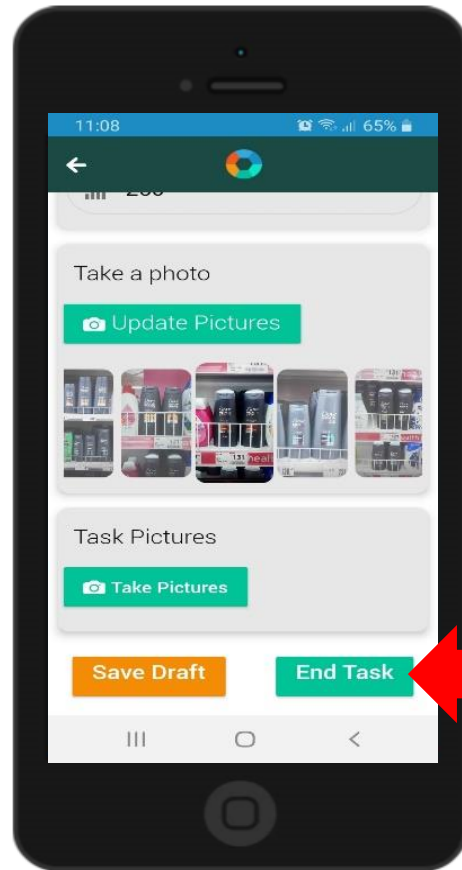 11:08 65%
Take a photo
Update Pictures
Task Pictures
Take Pictures
Save Draft End Task